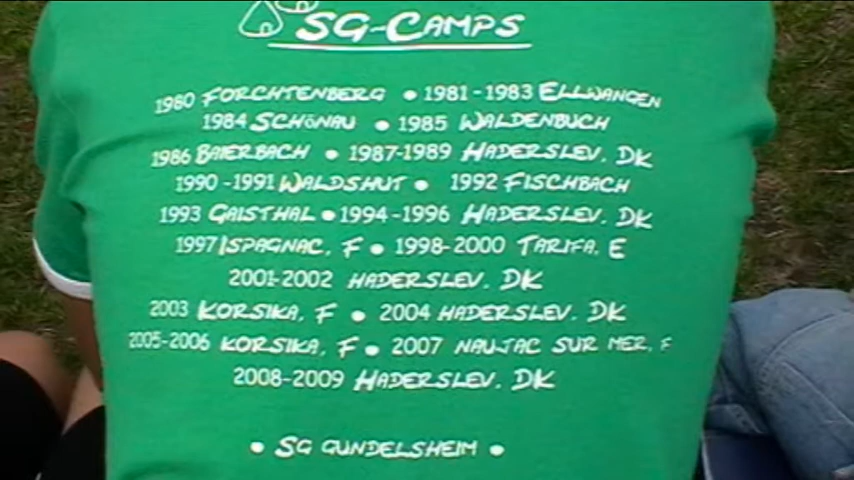 SG-CAMPS
1980 FORCHTENBERG • 1981-1983 ELLWANGEN
1984 SCHÖNAU • 1985 WALDENBUCH
1986 BAIERBACH • 1987-1989 HADERSLEV, DK
1990-1991 WALDSHUT • 1992 FISCHBACH
1993 GAISTHAL • 1994-1996 HADERSLEV, DK
1997 ISPAGNAC, F • 1998-2000 TARIFA, E
2001-2002 HADERSLEV, DK
2003 KORSIKA, F • 2004 HADERSLEV, DK
2005-2006 KORSIKA, F • 2007 NAUJAC SUR MER, F
2008-2009 HADERSLEV, DK
• SG GUNDELSHEIM •